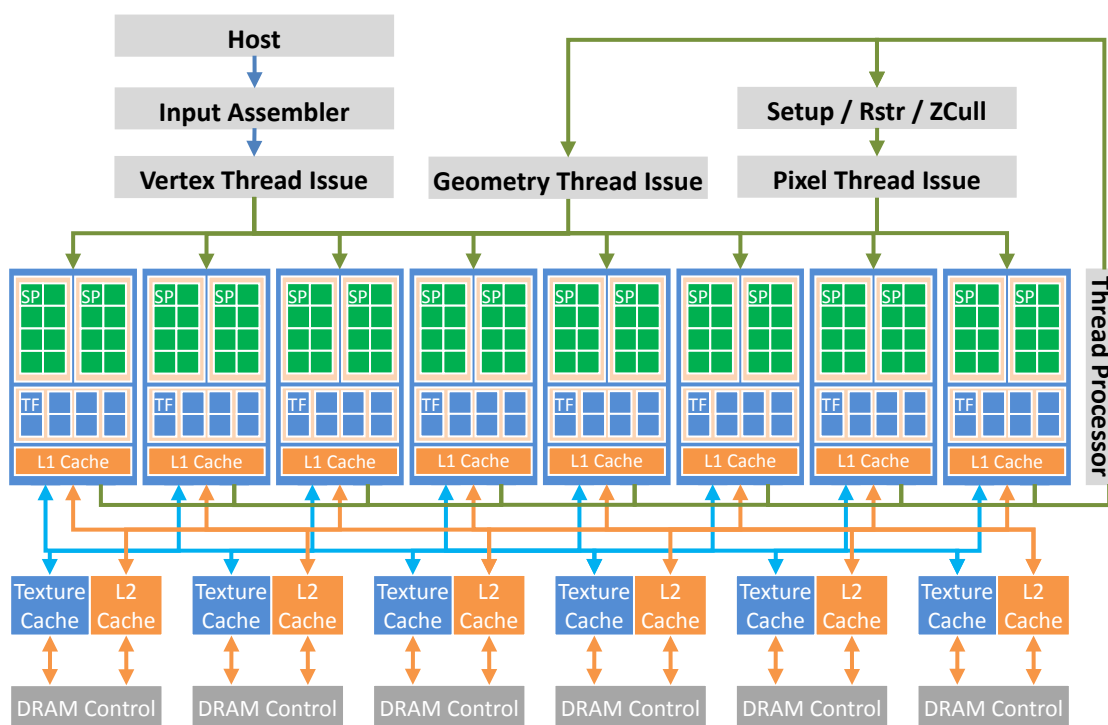 Host
Input Assembler
Setup / Rstr / ZCull
Vertex Thread Issue
Geometry Thread Issue
Pixel Thread Issue
SP SP SP SP SP SP SP SP SP SP SP SP SP SP SP SP
Thread Processor
TF TF TF TF TF TF TF TF
L1 Cache L1 Cache L1 Cache L1 Cache L1 Cache L1 Cache L1 Cache L1 Cache
Texture L2 Texture L2 Texture L2 Texture L2 Texture L2 Texture L2
Cache Cache Cache Cache Cache Cache Cache Cache Cache Cache Cache Cache
DRAM Control DRAM Control DRAM Control DRAM Control DRAM Control DRAM Control